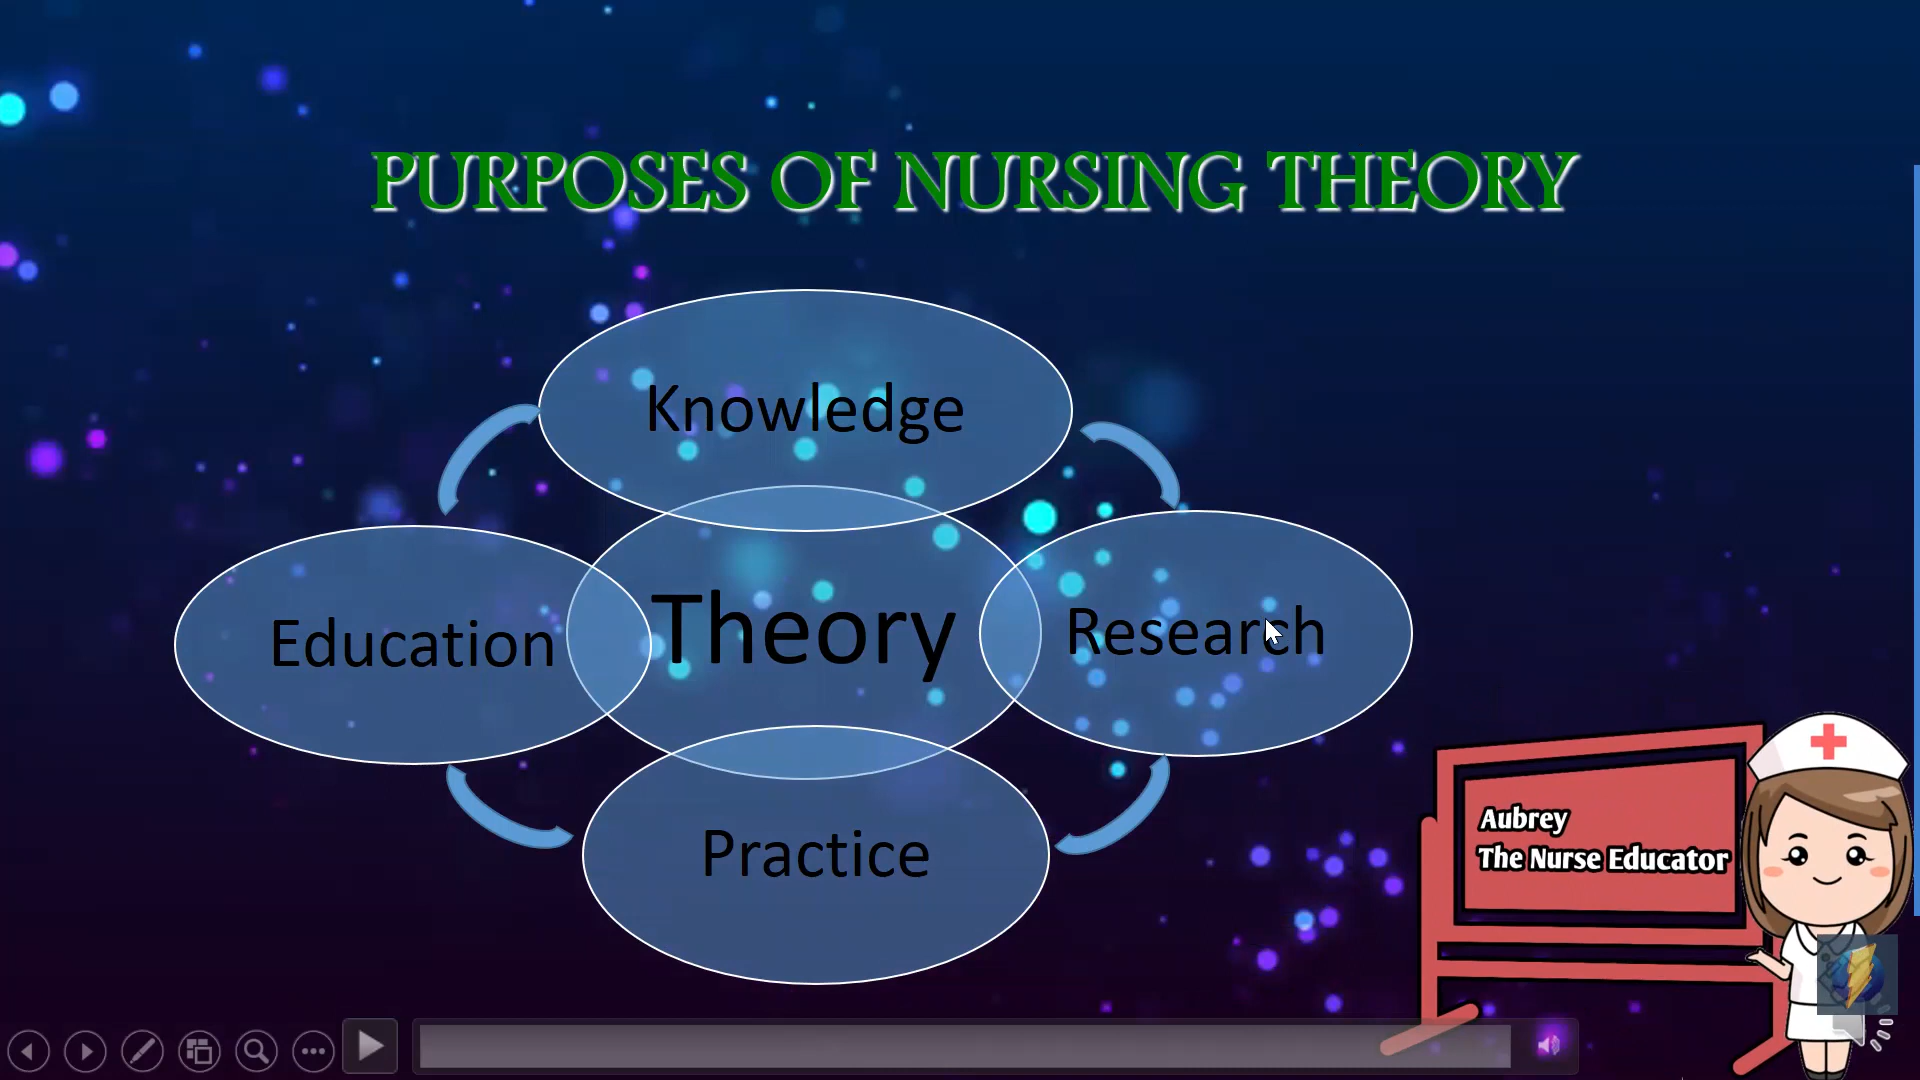 PURPOSES OF NURSING THEORY
Knowledge
Education
Theory
Research
Practice
Aubrey
The Nurse Educator